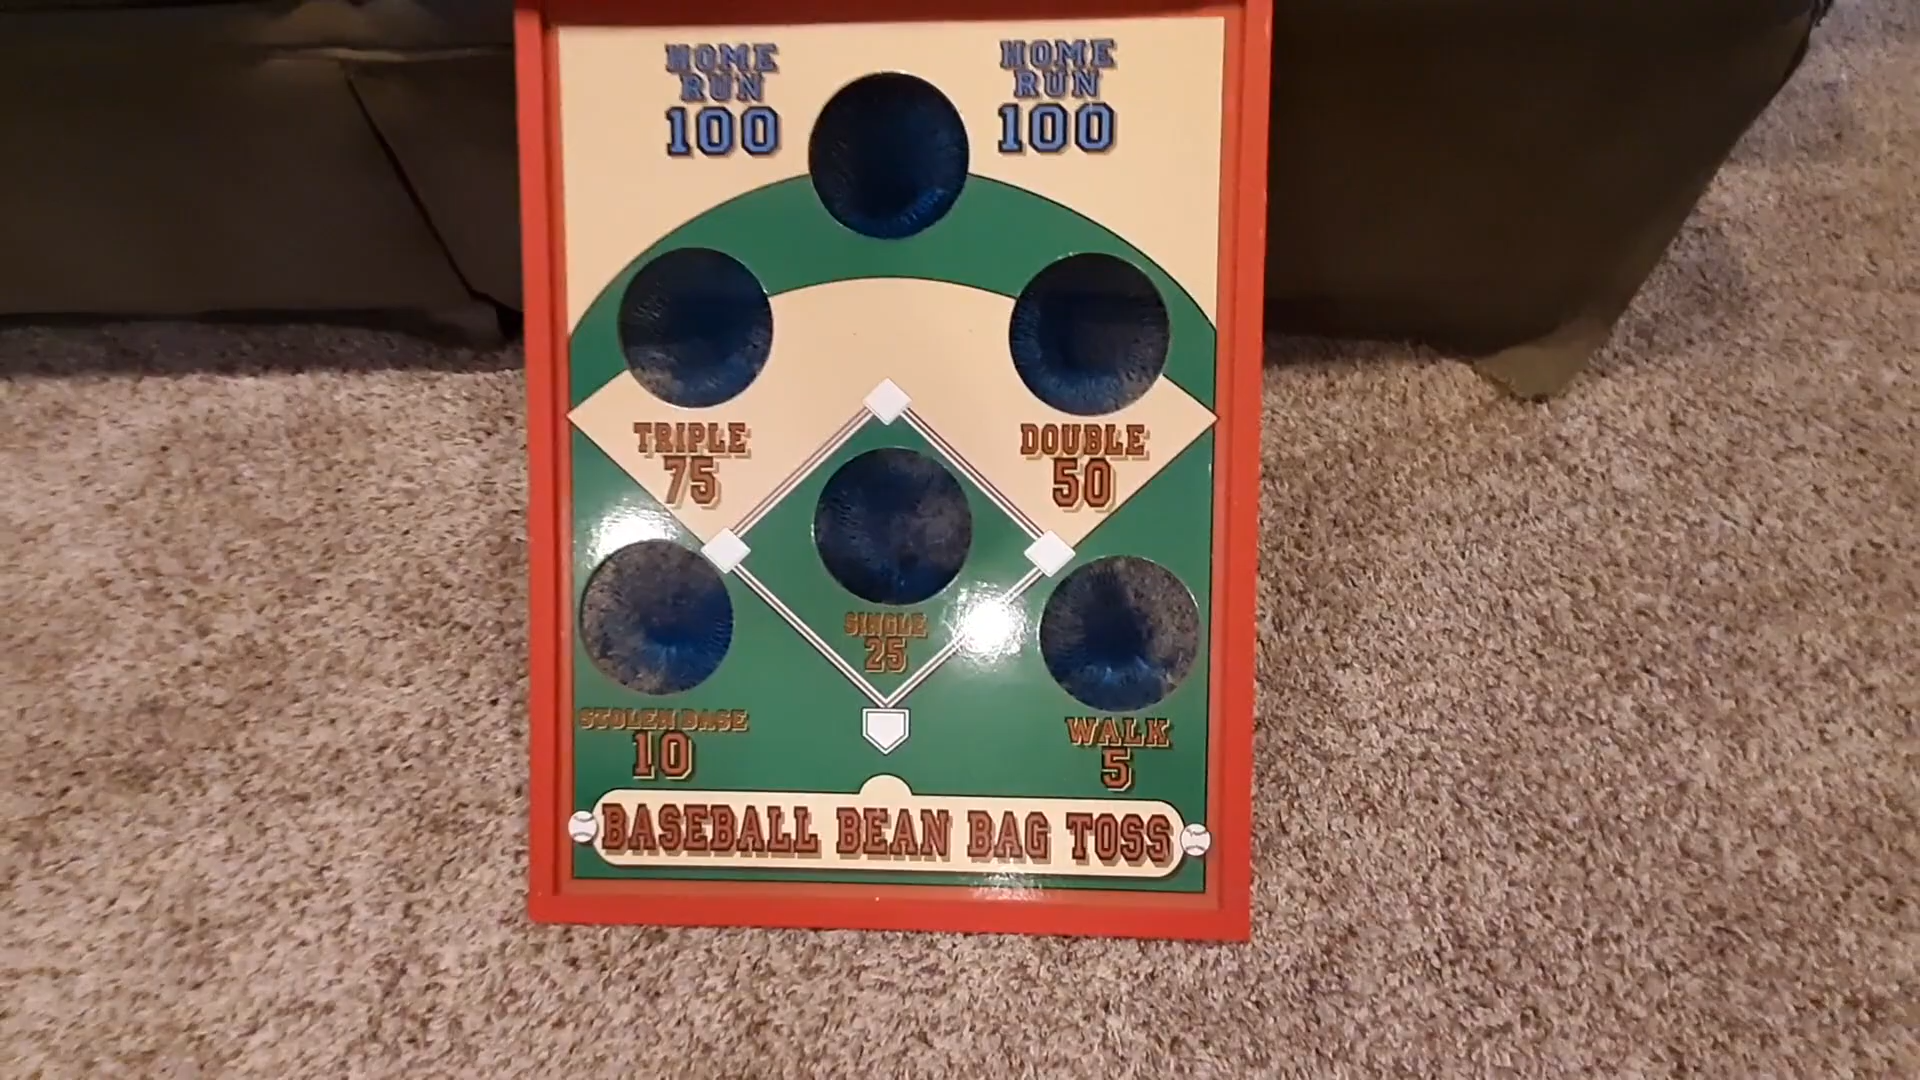 HOME
RUN
100
HOME
RUN
100
TRIPLE
75
DOUBLE
50
SINGLE
25
STOLEN BASE
10
WALK
5
BASEBALL BEAN BAG TOSS